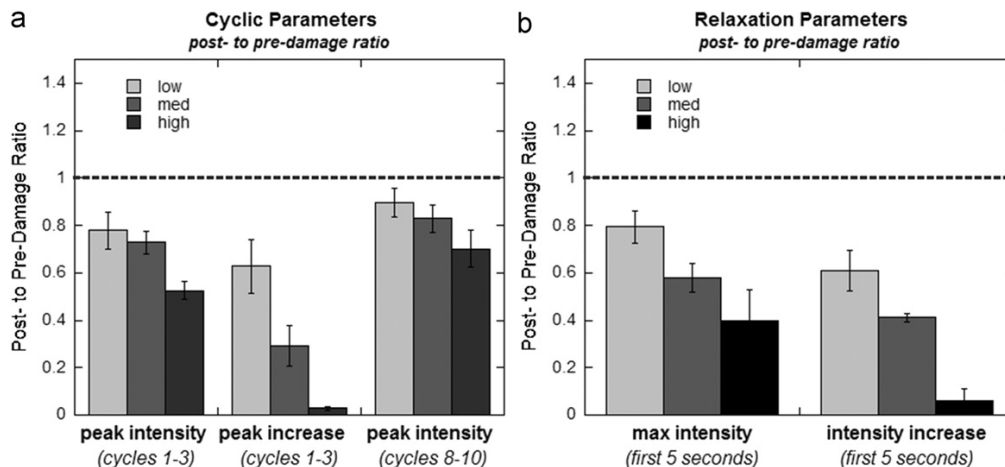 a
Cyclic Parameters
post- to pre-damage ratio
Post- to Pre-Damage Ratio
1.4
1.2
1
0.8
0.6
0.4
0.2
0
low
med
high
peak intensity
(cycles 1-3)
peak increase
(cycles 1-3)
peak intensity
(cycles 8-10)
b
Relaxation Parameters
post- to pre-damage ratio
Post- to Pre-Damage Ratio
1.4
1.2
1
0.8
0.6
0.4
0.2
0
low
med
high
max intensity
(first 5 seconds)
intensity increase
(first 5 seconds)